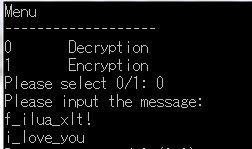 Menu
-------------------
0 Decryption
1 Encryption
Please select 0/1: 0
Please input the message:
f_ilua_xlt!
i_love_you